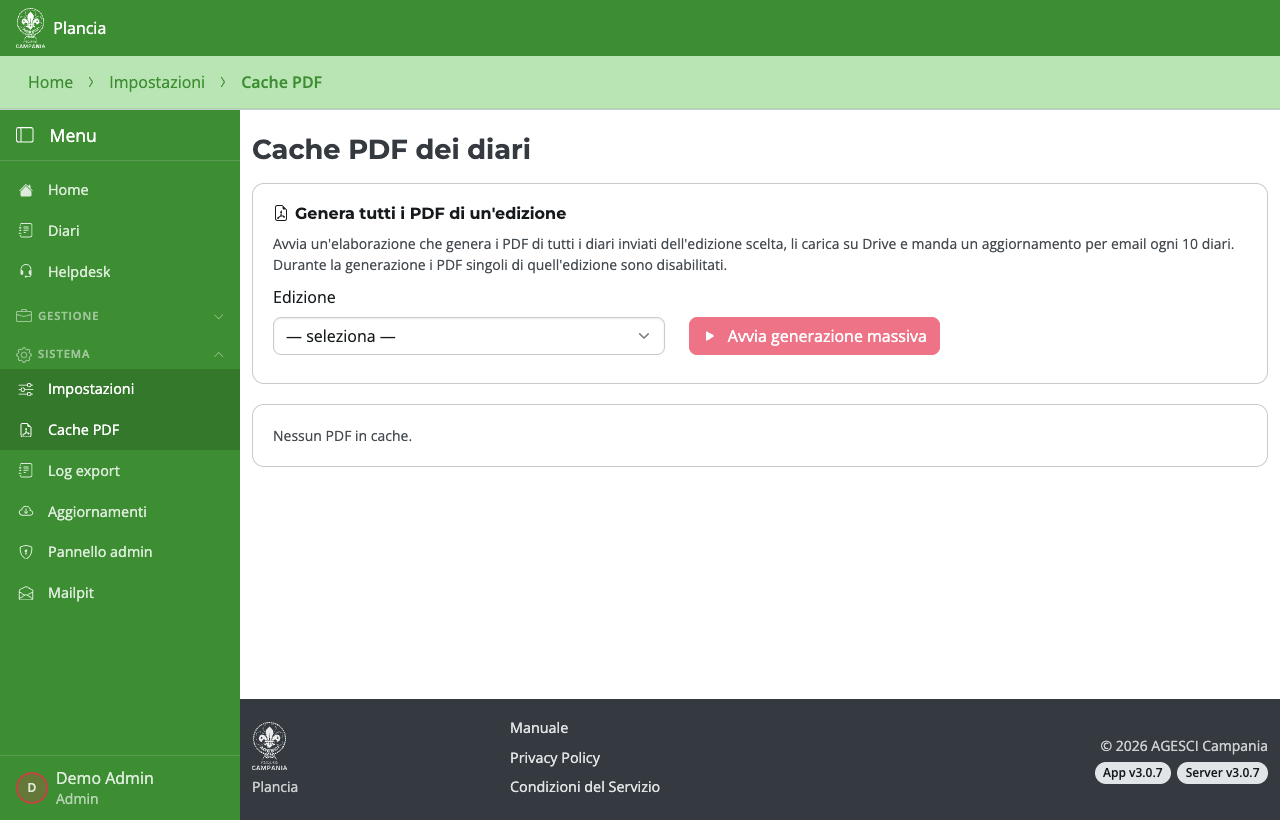 CAMPANIA
Plancia
Home
Impostazioni
Cache PDF
Menu
Home
Diari
Helpdesk
GESTIONE
SISTEMA
Impostazioni
Cache PDF
Log export
Aggiornamenti
Pannello admin
Mailpit
D
Demo Admin
Admin
Cache PDF dei diari
Genera tutti i PDF di un'edizione
Avvia un'elaborazione che genera i PDF di tutti i diari inviati dell'edizione scelta, li carica su Drive e manda un aggiornamento per email ogni 10 diari.
Durante la generazione i PDF singoli di quell'edizione sono disabilitati.
Edizione
— seleziona —
Avvia generazione massiva
Nessun PDF in cache.
CAMPANIA
Plancia
Manuale
Privacy Policy
Condizioni del Servizio
© 2026 AGESCI Campania
App v3.0.7
Server v3.0.7